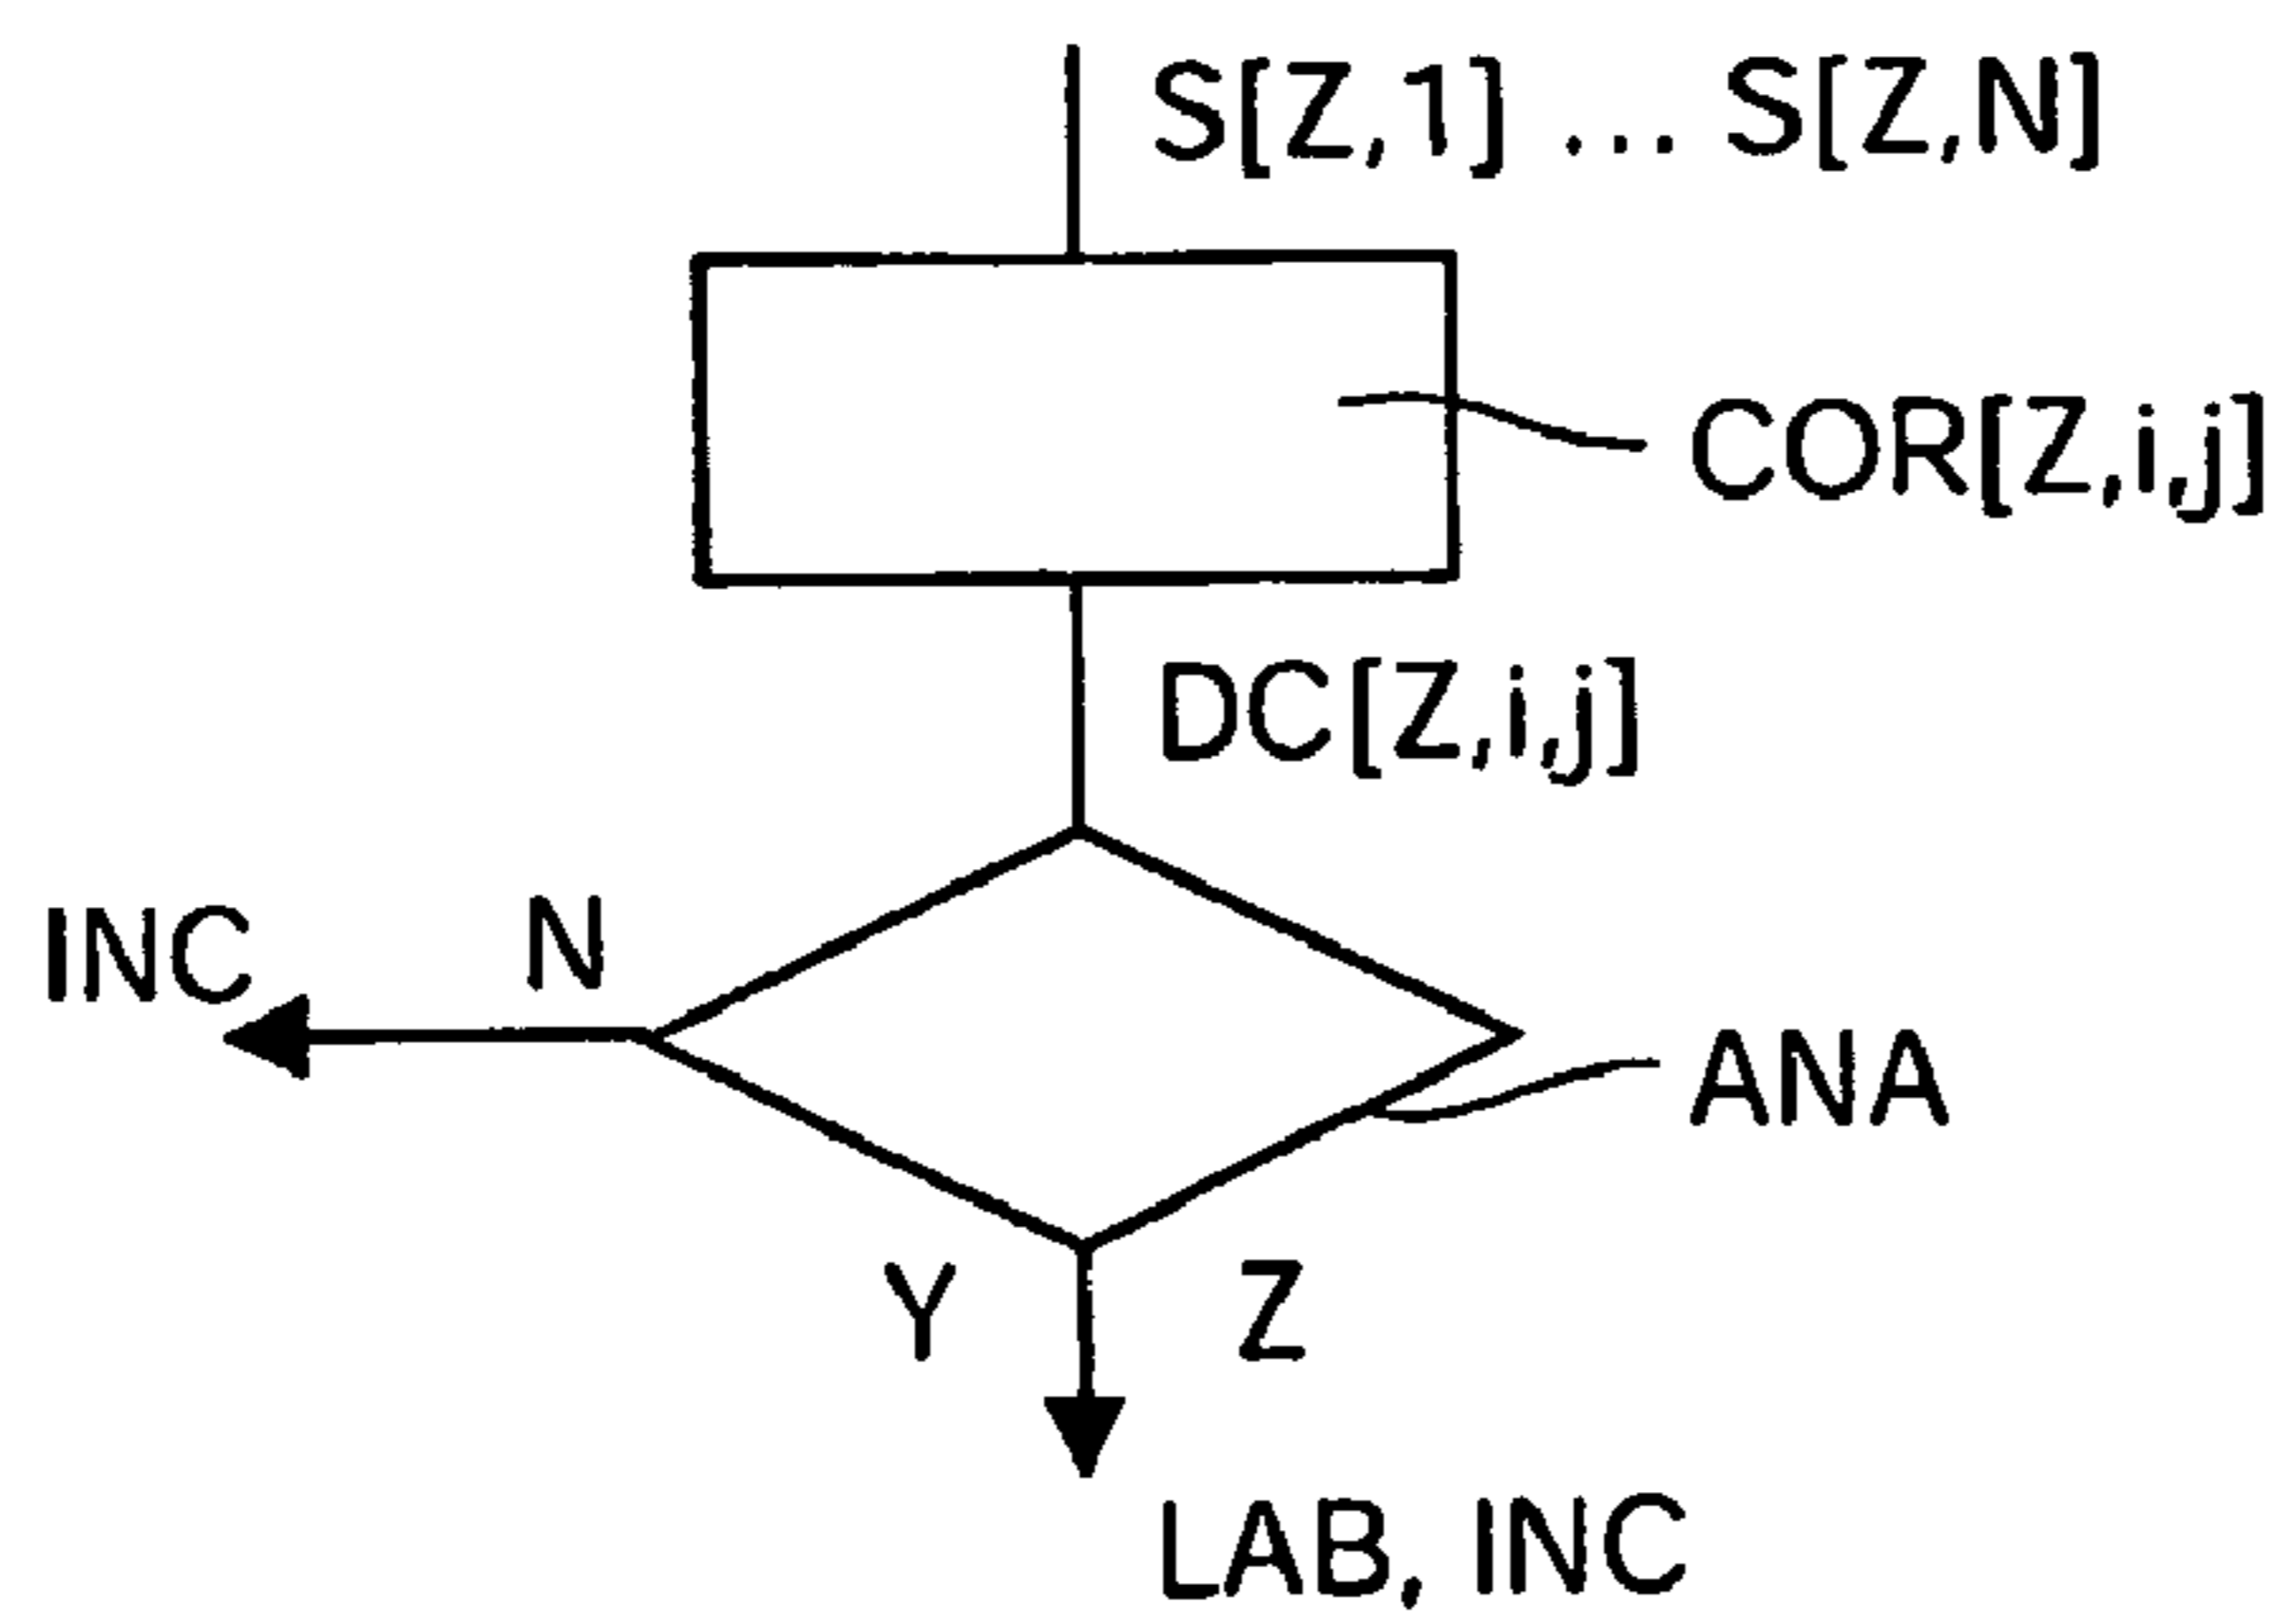 S[Z,1] ... S[Z,N]
COR[Z,i,j]
DC[Z,i,j]
INC
N
ANA
Y
Z
LAB, INC